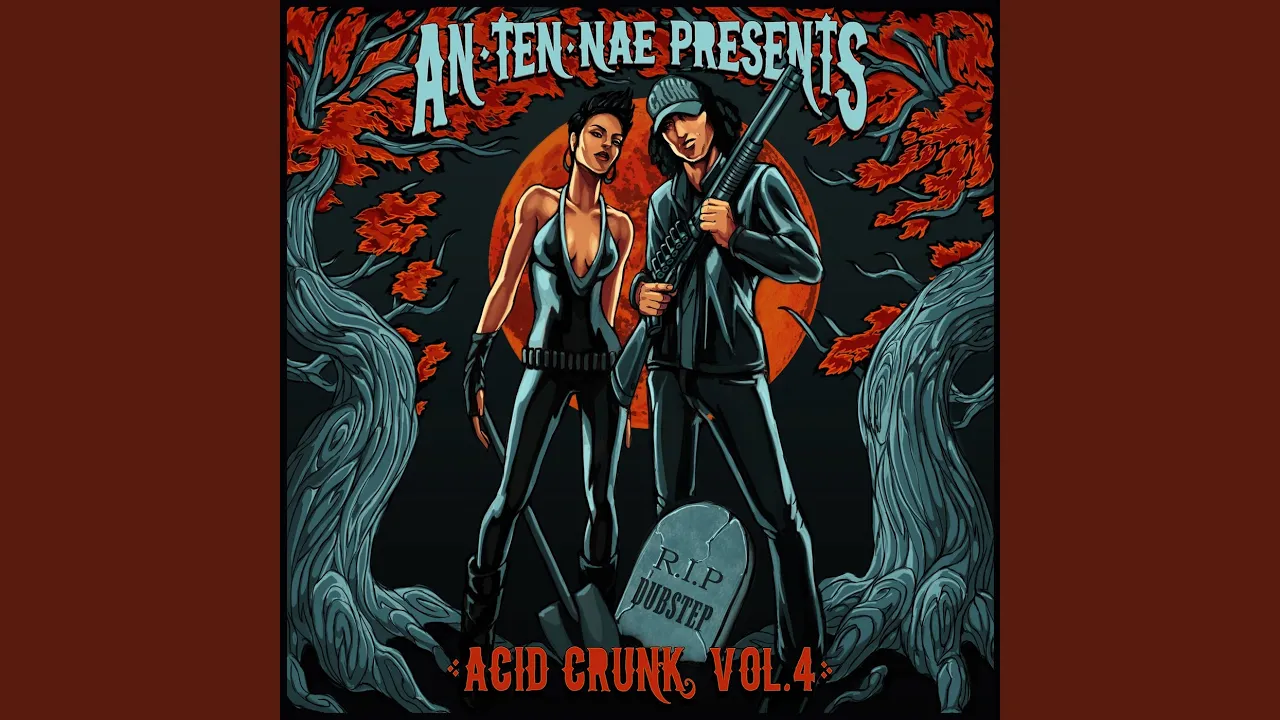 AN·TEN·NAE PRESENTS
R.I.P
DUBSTEP
ACID CRUNK, VOL.4